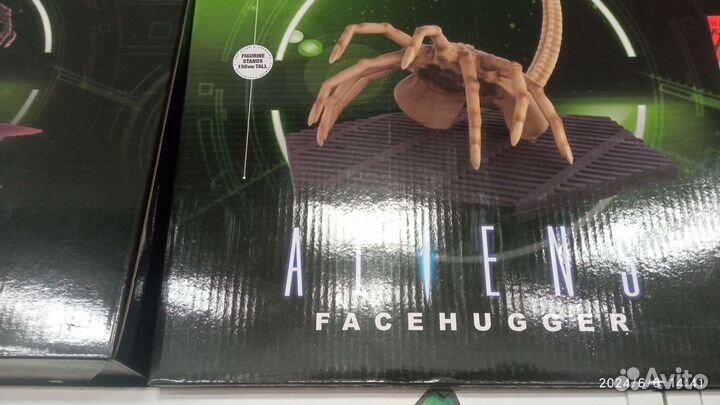 FIGURINE
STANDS
150MM TALL
ALIENS
FACEHUGGER
2024/6/6 14:41
Avito